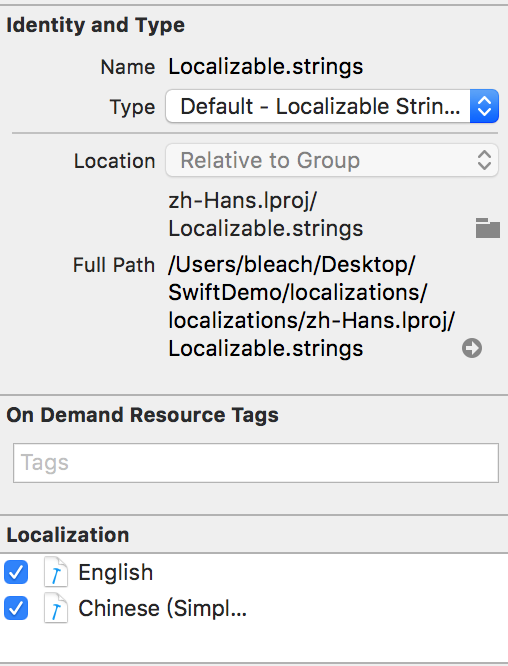 Identity and Type
Name Localizable.strings
Type Default - Localizable Strin...
Location Relative to Group
zh-Hans.lproj/
Localizable.strings
Full Path /Users/bleach/Desktop/
SwiftDemo/localizations/
localizations/zh-Hans.lproj/
Localizable.strings
On Demand Resource Tags
Tags
Localization
English
Chinese (Simpl...